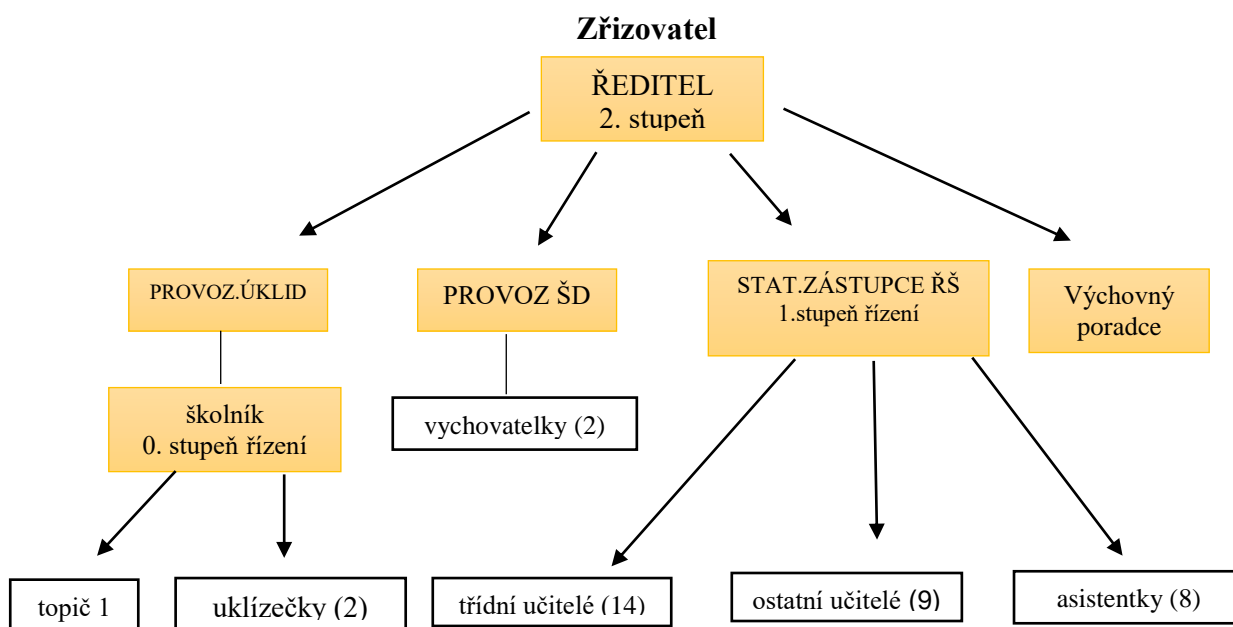 Zřizovatel
ŘEDITEL
2. stupeň
PROVOZ.ÚKLID
PROVOZ ŠD
STAT.ZÁSTUPCE ŘŠ
1.stupeň řízení
Výchovný
poradce
školník
0. stupeň řízení
vychovatelky (2)
topič 1
uklízečky (2)
třídní učitelé (14)
ostatní učitelé (9)
asistentky (8)